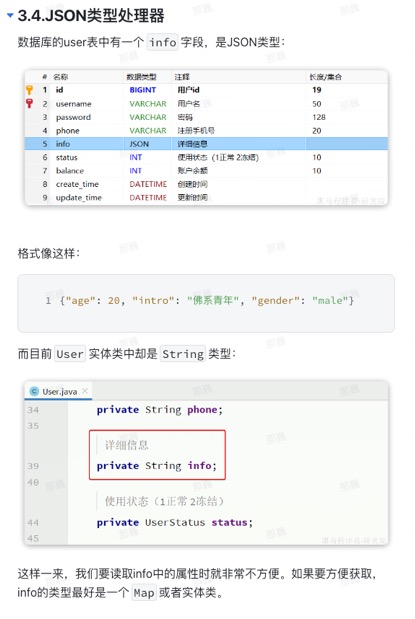 3.4.JSON类型处理器
数据库的user表中有一个 info 字段，是JSON类型：
# 名称 数据类型 注释 长度/集合
1 id BIGINT 用户id 19
2 username VARCHAR 用户名 50
3 password VARCHAR 密码 128
4 phone VARCHAR 注册手机号 20
5 info JSON 详细信息
6 status INT 使用状态（1正常 2冻结） 10
7 balance INT 账户余额 10
8 create_time DATETIME 创建时间
9 update_time DATETIME 更新时间
格式像这样：
1 {"age": 20, "intro": "佛系青年", "gender": "male"}
而目前 User 实体类中却是 String 类型：
User.java
34 private String phone;
35
详细信息
39 private String info;
40
使用状态（1正常 2冻结）
44 private UserStatus status;
45
这样一来，我们要读取info中的属性时就非常不方便。如果要方便获取，
info的类型最好是一个 Map 或者实体类。